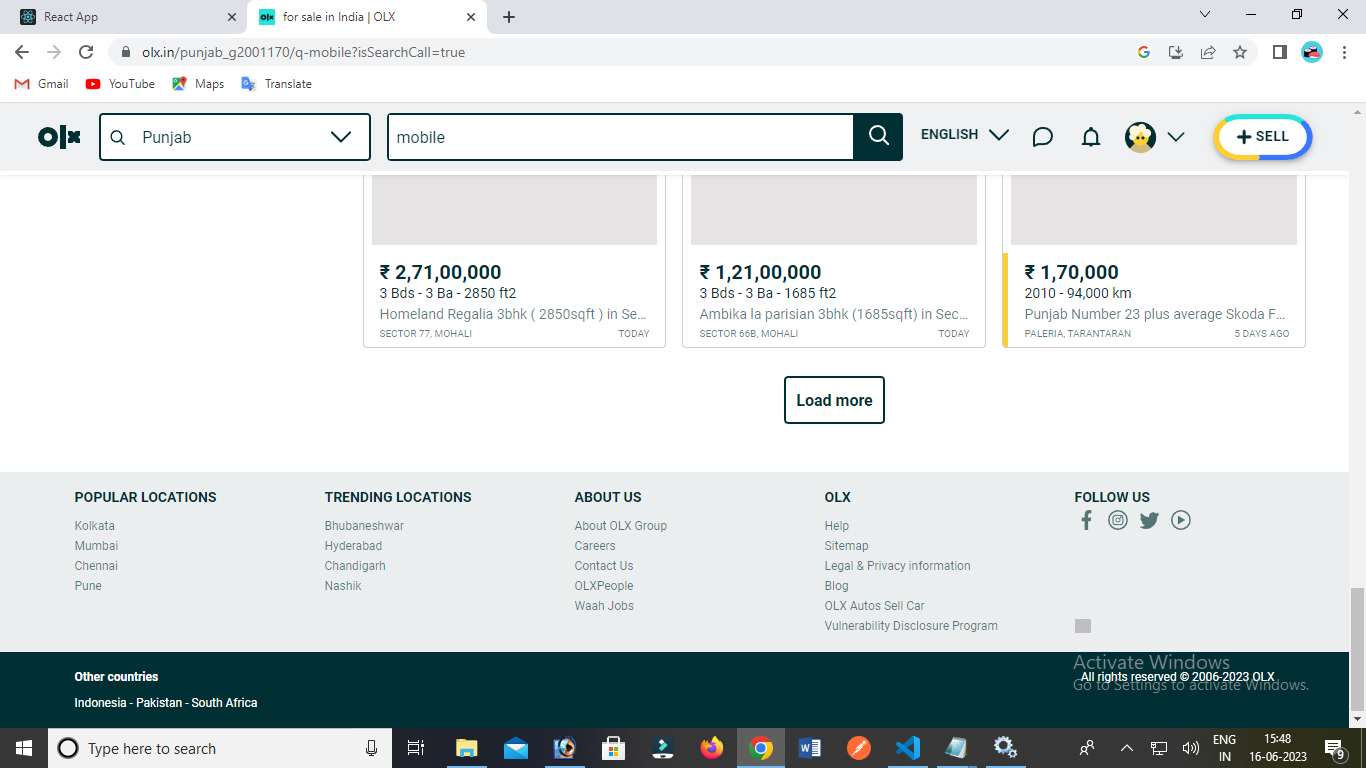 React App
for sale in India | OLX
olx.in/punjab_g2001170/q-mobile?isSearchCall=true
Gmail
YouTube
Maps
Translate
olx
Punjab
mobile
ENGLISH
SELL
₹ 2,71,00,000
3 Bds - 3 Ba - 2850 ft2
Homeland Regalia 3bhk ( 2850sqft ) in Se...
SECTOR 77, MOHALI
TODAY
₹ 1,21,00,000
3 Bds - 3 Ba - 1685 ft2
Ambika la parisian 3bhk (1685sqft) in Sec...
SECTOR 66B, MOHALI
TODAY
₹ 1,70,000
2010 - 94,000 km
Punjab Number 23 plus average Skoda F...
PALERIA, TARANTARAN
5 DAYS AGO
Load more
POPULAR LOCATIONS
Kolkata
Mumbai
Chennai
Pune
TRENDING LOCATIONS
Bhubaneshwar
Hyderabad
Chandigarh
Nashik
ABOUT US
About OLX Group
Careers
Contact Us
OLXPeople
Waah Jobs
OLX
Help
Sitemap
Legal & Privacy information
Blog
OLX Autos Sell Car
Vulnerability Disclosure Program
FOLLOW US
Other countries
Indonesia - Pakistan - South Africa
All rights reserved © 2006-2023 OLX
Activate Windows
Go to Settings to activate Windows.
Type here to search
ENG
IN
15:48
16-06-2023
9